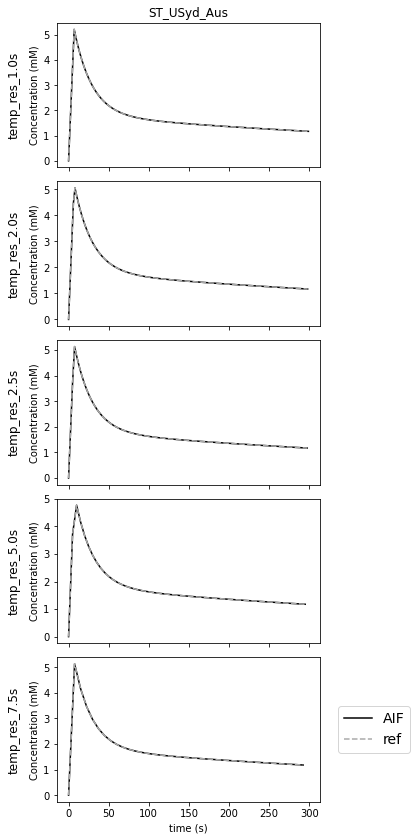 ST_USyd_Aus
temp_res_1.0s
Concentration (mM)
5
4
3
2
1
0
temp_res_2.0s
Concentration (mM)
5
4
3
2
1
0
temp_res_2.5s
Concentration (mM)
5
4
3
2
1
0
temp_res_5.0s
Concentration (mM)
5
4
3
2
1
0
temp_res_7.5s
Concentration (mM)
5
4
3
2
1
0
0 50 100 150 200 250 300
time (s)
AIF
ref